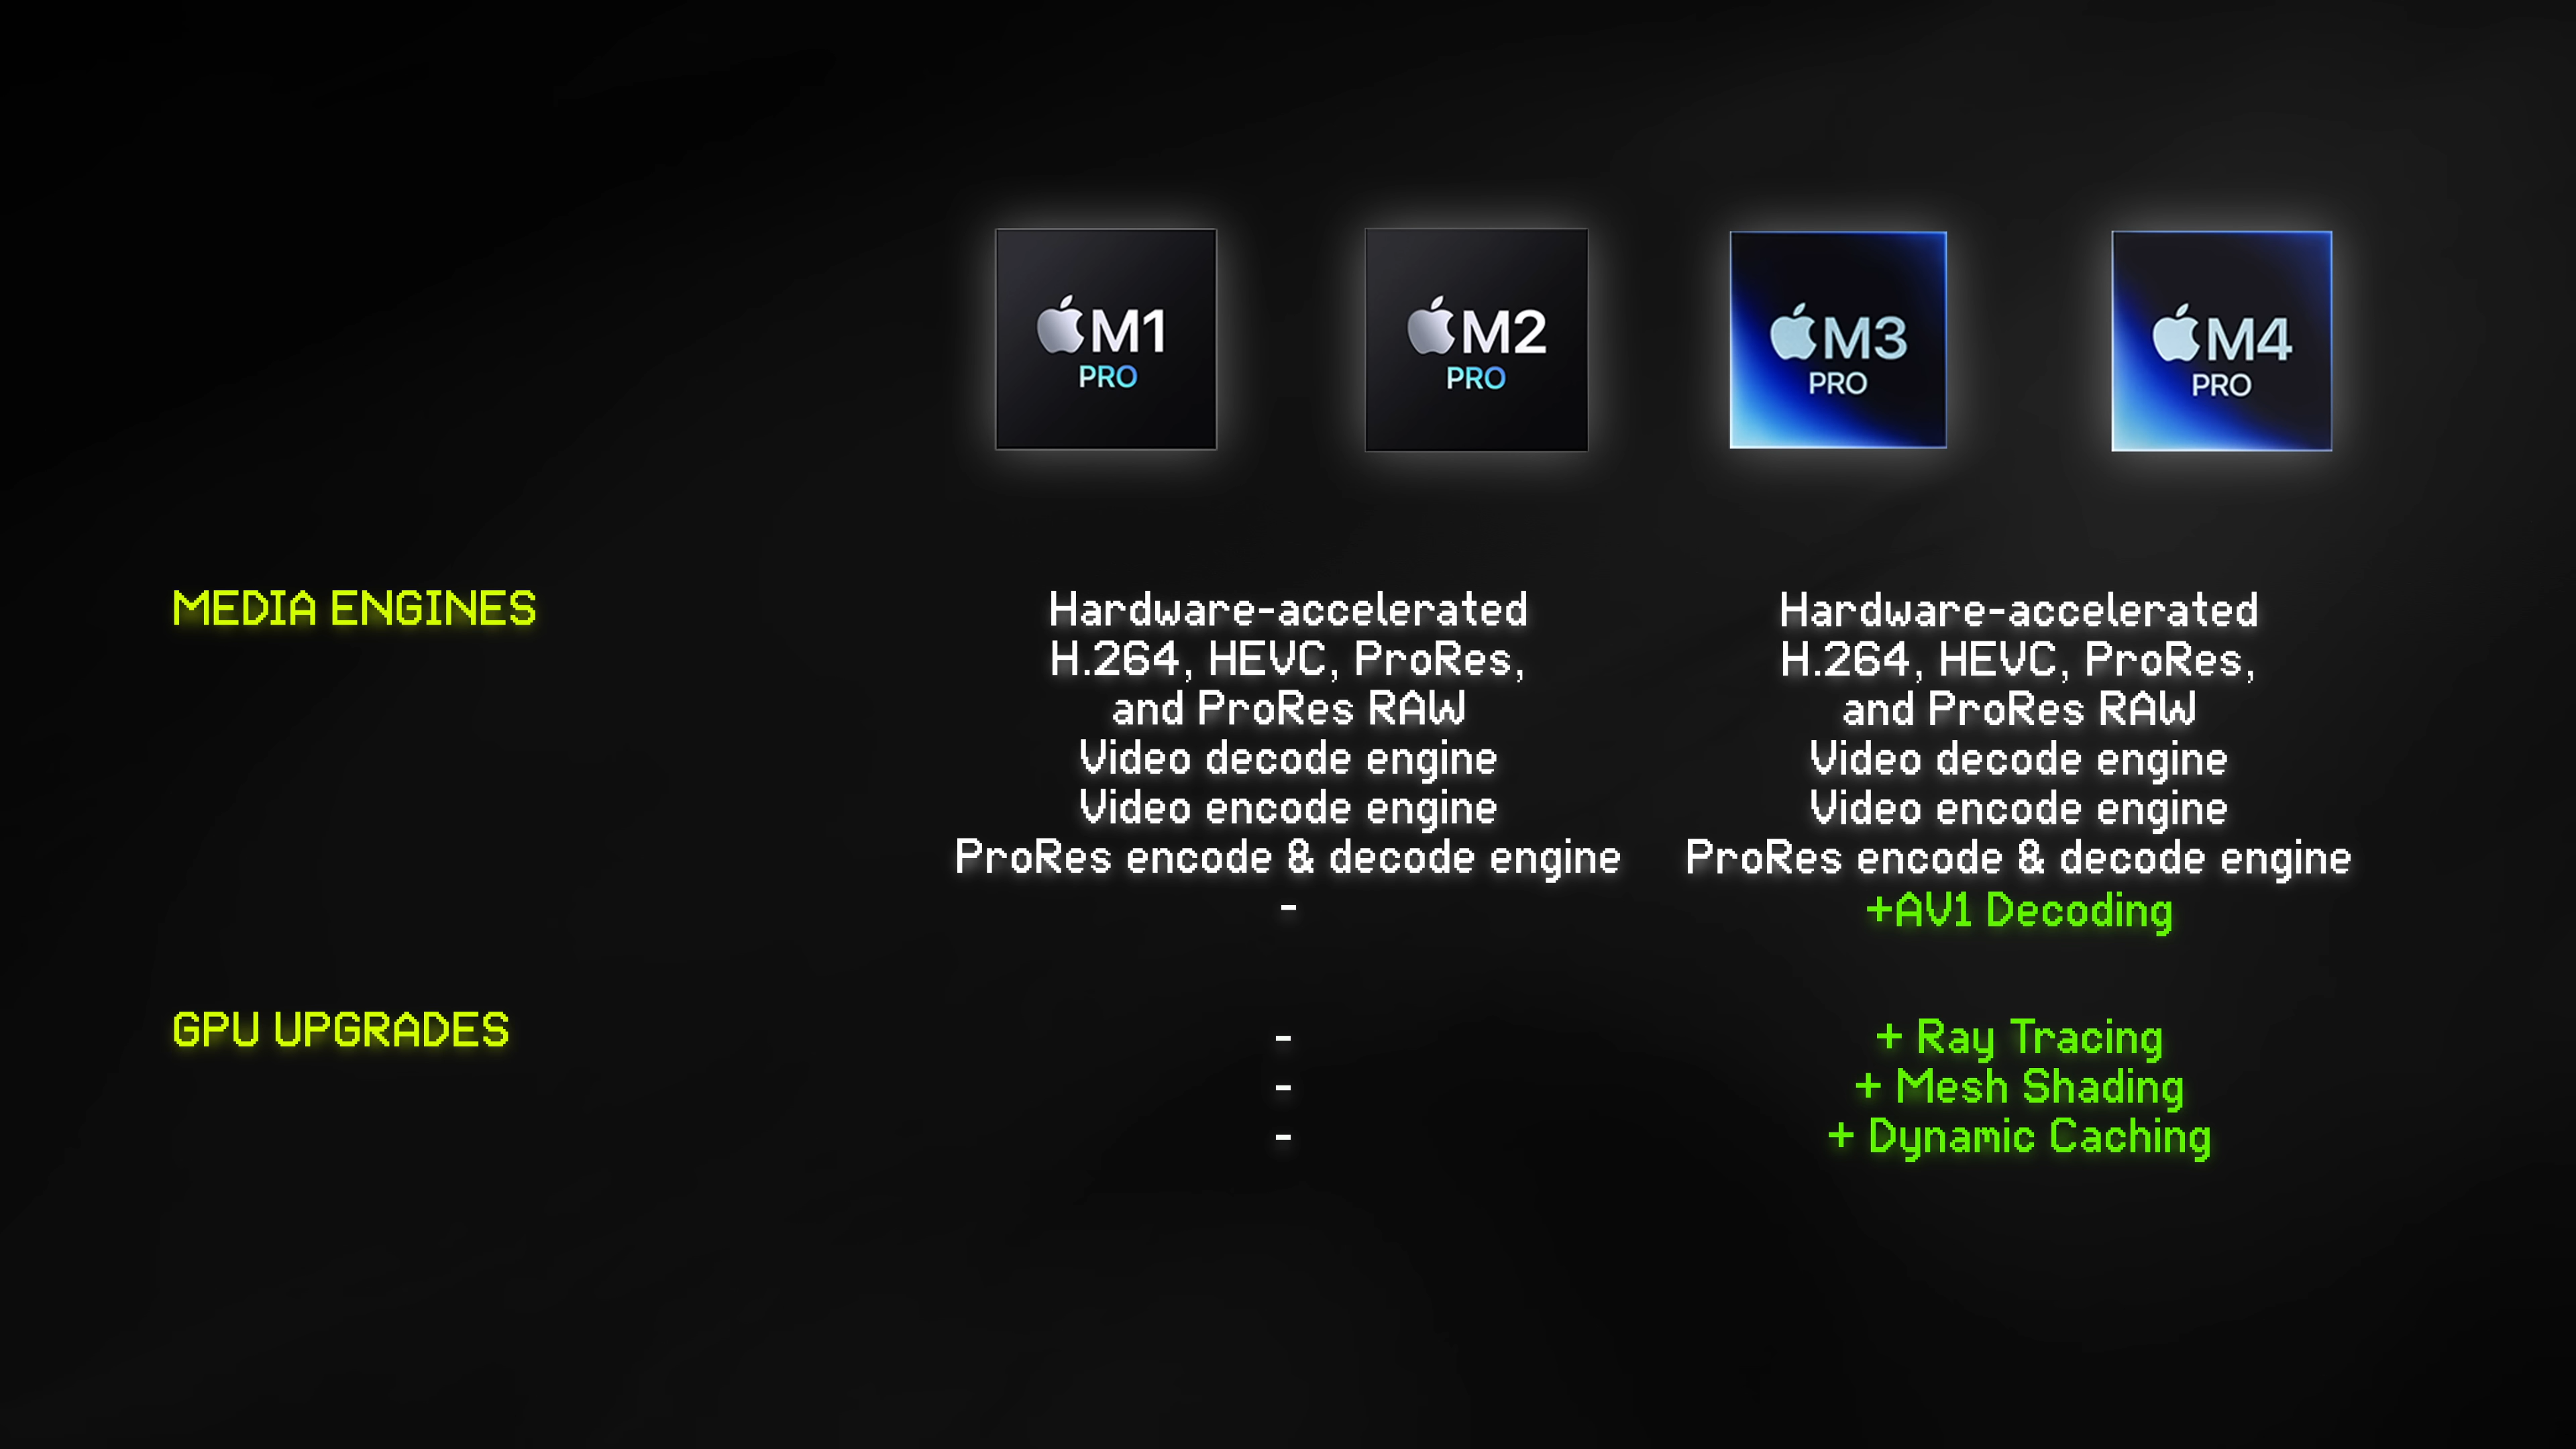 M1
PRO
M2
PRO
M3
PRO
M4
PRO
MEDIA ENGINES
Hardware-accelerated
H.264, HEVC, ProRes,
and ProRes RAW
Video decode engine
Video encode engine
ProRes encode & decode engine
-
Hardware-accelerated
H.264, HEVC, ProRes,
and ProRes RAW
Video decode engine
Video encode engine
ProRes encode & decode engine
+AV1 Decoding
GPU UPGRADES
-
-
-
+ Ray Tracing
+ Mesh Shading
+ Dynamic Caching